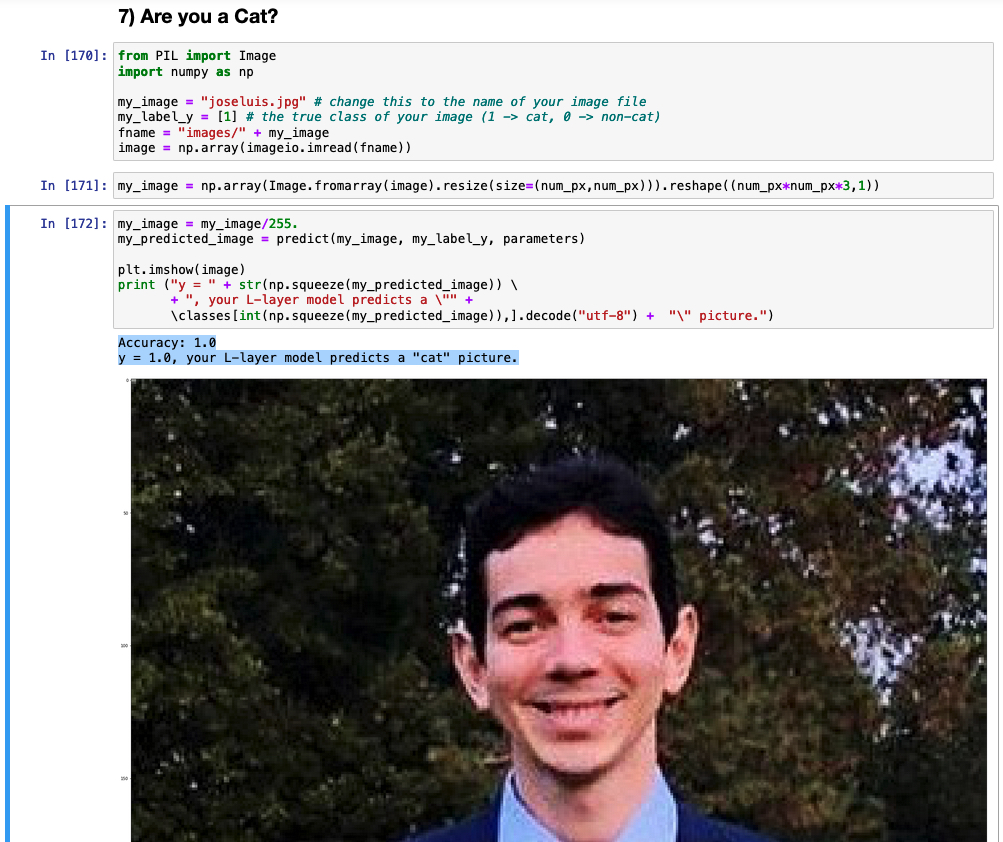 7) Are you a Cat?
In [170]: from PIL import Image
import numpy as np
my_image = "joseluis.jpg" # change this to the name of your image file
my_label_y = [1] # the true class of your image (1 -> cat, 0 -> non-cat)
fname = "images/" + my_image
image = np.array(imageio.imread(fname))
In [171]: my_image = np.array(Image.fromarray(image).resize(size=(num_px,num_px))).reshape((num_px*num_px*3,1))
In [172]: my_image = my_image/255.
my_predicted_image = predict(my_image, my_label_y, parameters)
plt.imshow(image)
print ("y = " + str(np.squeeze(my_predicted_image)) \
+ ", your L-layer model predicts a \"" +
\classes[int(np.squeeze(my_predicted_image)),].decode("utf-8") + "\" picture.")
Accuracy: 1.0
y = 1.0, your L-layer model predicts a "cat" picture.
0
50
100
150